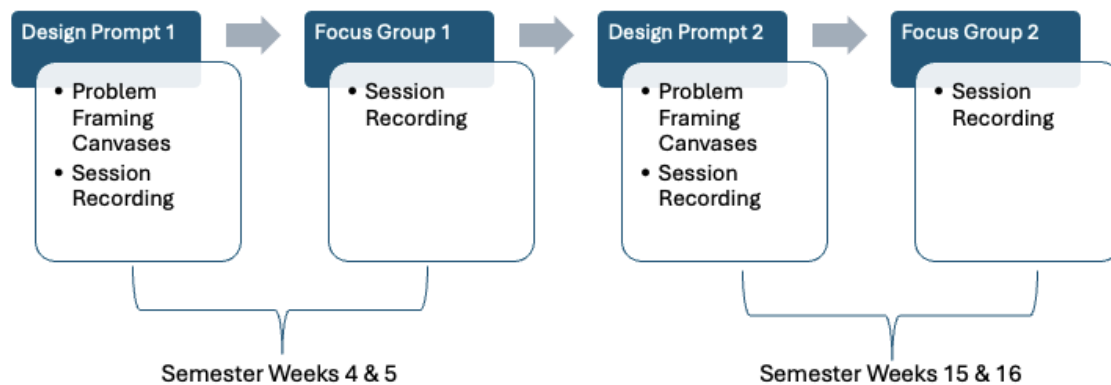 Design Prompt 1
• Problem
Framing
Canvases
• Session
Recording
Focus Group 1
• Session
Recording
Design Prompt 2
• Problem
Framing
Canvases
• Session
Recording
Focus Group 2
• Session
Recording
Semester Weeks 4 & 5
Semester Weeks 15 & 16